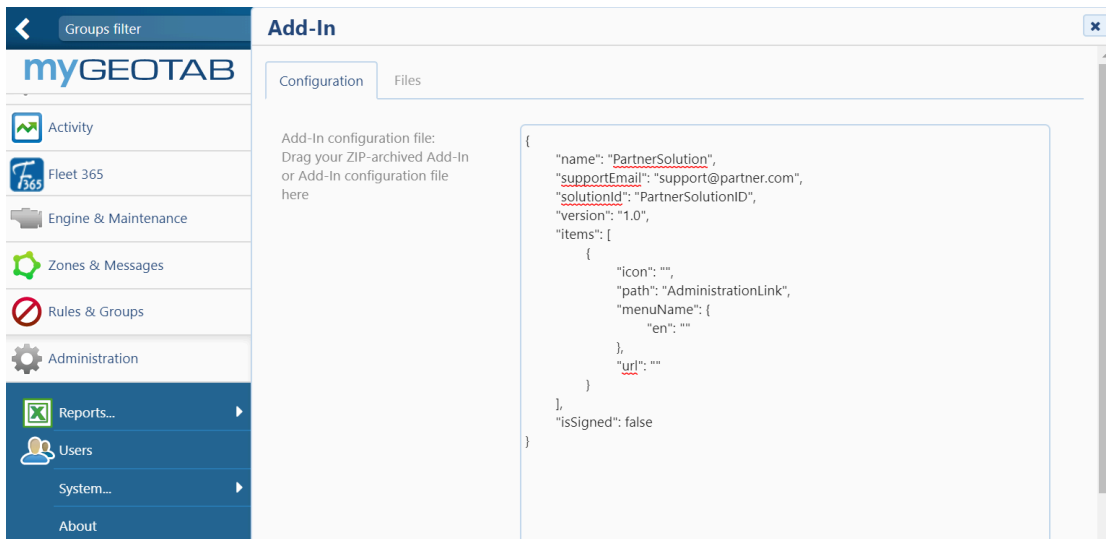 Groups filter
Add-In
myGEOTAB
Configuration
Files
Activity
Fleet 365
F365
Engine & Maintenance
Zones & Messages
Rules & Groups
Administration
Reports...
Users
System...
About
Add-In configuration file:
Drag your ZIP-archived Add-In
or Add-In configuration file
here
{
"name": "PartnerSolution",
"supportEmail": "support@partner.com",
"solutionId": "PartnerSolutionID",
"version": "1.0",
"items": [
{
"icon": "",
"path": "AdministrationLink",
"menuName": {
"en": ""
},
"url": ""
}
],
"isSigned": false
}